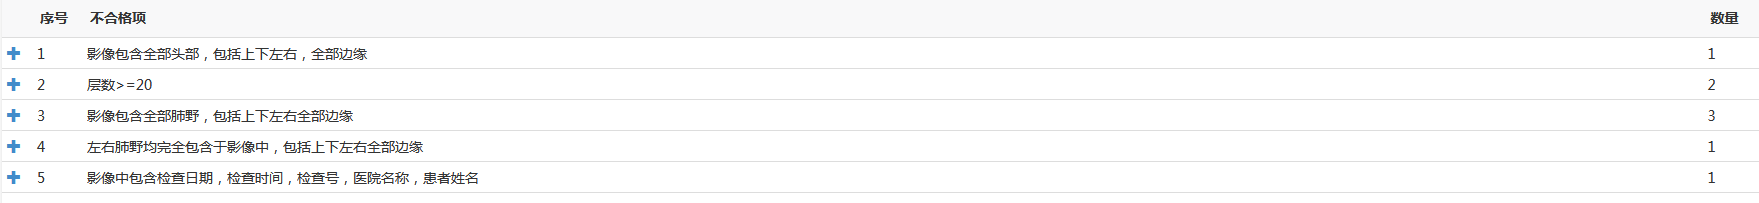 序号 不合格项 数量
1 影像包含全部头部，包括上下左右，全部边缘 1
2 层数>=20 2
3 影像包含全部肺野，包括上下左右全部边缘 3
4 左右肺野均完全包含于影像中，包括上下左右全部边缘 1
5 影像中包含检查日期，检查时间，检查号，医院名称，患者姓名 1